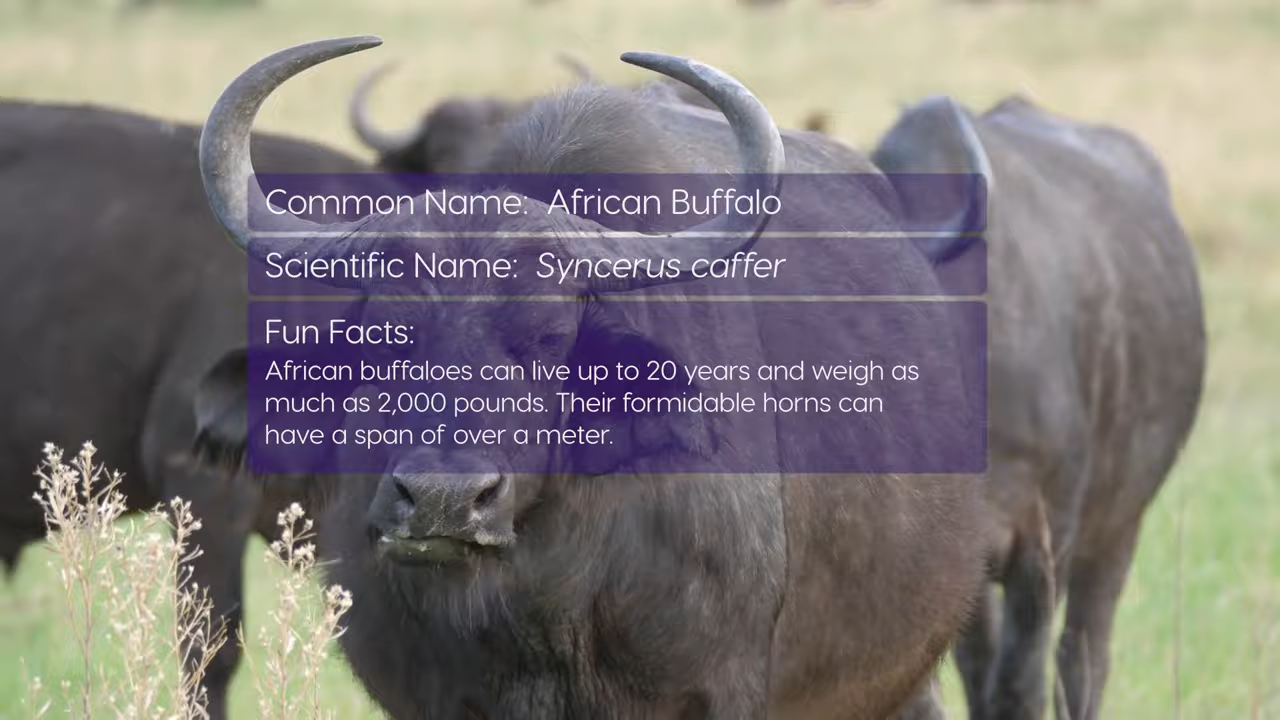 Common Name: African Buffalo
Scientific Name: Syncerus caffer
Fun Facts:
African buffaloes can live up to 20 years and weigh as
much as 2,000 pounds. Their formidable horns can
have a span of over a meter.